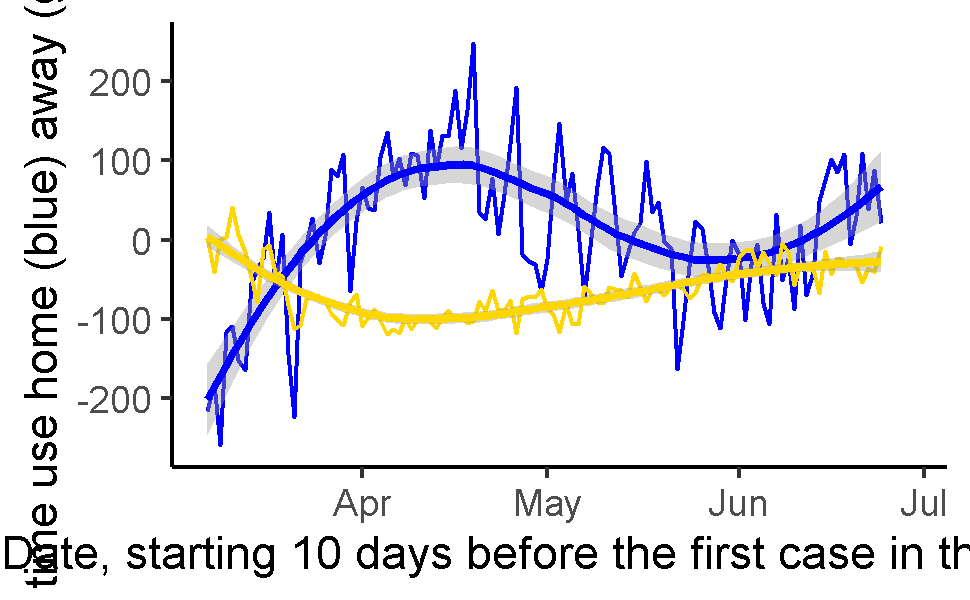 time use home (blue) away (
200
100
0
-100
-200
Apr May Jun Jul
Date, starting 10 days before the first case in th